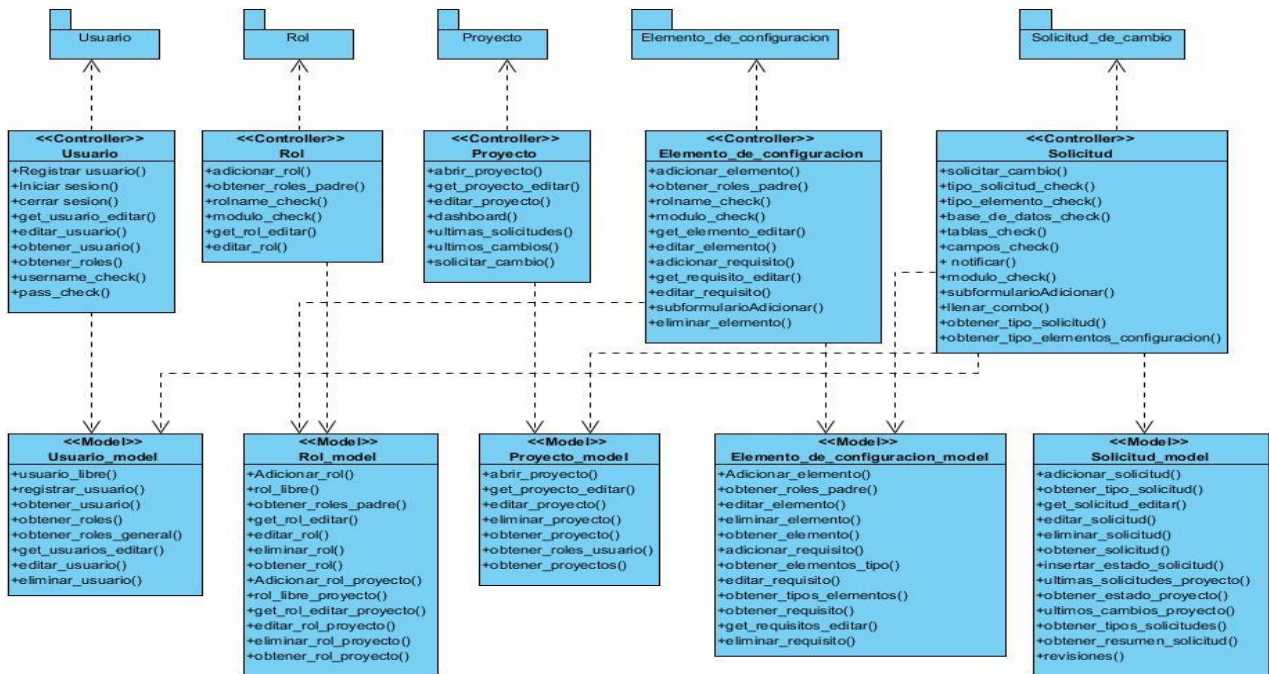 Usuario
Rol
Proyecto
Elemento_de_configuracion
Solicitud_de_cambio
<<Controller>>
Usuario
+Registrar usuario()
+Iniciar sesion()
+cerrar sesion()
+get_usuario_editar()
+editar_usuario()
+obtener_usuario()
+obtener_roles()
+username_check()
+pass_check()
<<Controller>>
Rol
+adicionar_rol()
+obtener_roles_padre()
+rolname_check()
+modulo_check()
+get_rol_editar()
+editar_rol()
<<Controller>>
Proyecto
+abrir_proyecto()
+get_proyecto_editar()
+editar_proyecto()
+dashboard()
+ultimas_solicitudes()
+ultimos_cambios()
+solicitar_cambio()
<<Controller>>
Elemento_de_configuracion
+adicionar_elemento()
+obtener_roles_padre()
+rolname_check()
+modulo_check()
+get_elemento_editar()
+editar_elemento()
+adicionar_requisito()
+get_requisito_editar()
+editar_requisito()
+subformularioAdicionar()
+eliminar_elemento()
<<Controller>>
Solicitud
+solicitar_cambio()
+tipo_solicitud_check()
+tipo_elemento_check()
+base_de_datos_check()
+tablas_check()
+campos_check()
+ notificar()
+modulo_check()
+subformularioAdicionar()
+llenar_combo()
+obtener_tipo_solicitud()
+obtener_tipo_elementos_configuracion()
<<Model>>
Usuario_model
+usuario_libre()
+registrar_usuario()
+obtener_usuario()
+obtener_roles()
+obtener_roles_general()
+get_usuarios_editar()
+editar_usuario()
+eliminar_usuario()
<<Model>>
Rol_model
+Adicionar_rol()
+rol_libre()
+obtener_roles_padre()
+get_rol_editar()
+editar_rol()
+eliminar_rol()
+obtener_rol()
+Adicionar_rol_proyecto()
+rol_libre_proyecto()
+get_rol_editar_proyecto()
+editar_rol_proyecto()
+eliminar_rol_proyecto()
+obtener_rol_proyecto()
<<Model>>
Proyecto_model
+abrir_proyecto()
+get_proyecto_editar()
+editar_proyecto()
+eliminar_proyecto()
+obtener_proyecto()
+obtener_roles_usuario()
+obtener_proyectos()
<<Model>>
Elemento_de_configuracion_model
+Adicionar_elemento()
+obtener_roles_padre()
+editar_elemento()
+eliminar_elemento()
+obtener_elemento()
+adicionar_requisito()
+obtener_elementos_tipo()
+editar_requisito()
+obtener_tipos_elementos()
+obtener_requisito()
+get_requisitos_editar()
+eliminar_requisito()
<<Model>>
Solicitud_model
+adicionar_solicitud()
+obtener_tipo_solicitud()
+get_solicitud_editar()
+editar_solicitud()
+eliminar_solicitud()
+obtener_solicitud()
+insertar_estado_solicitud()
+ultimas_solicitudes_proyecto()
+obtener_estado_proyecto()
+ultimos_cambios_proyecto()
+obtener_tipos_solicitudes()
+obtener_resumen_solicitud()
+revisiones()